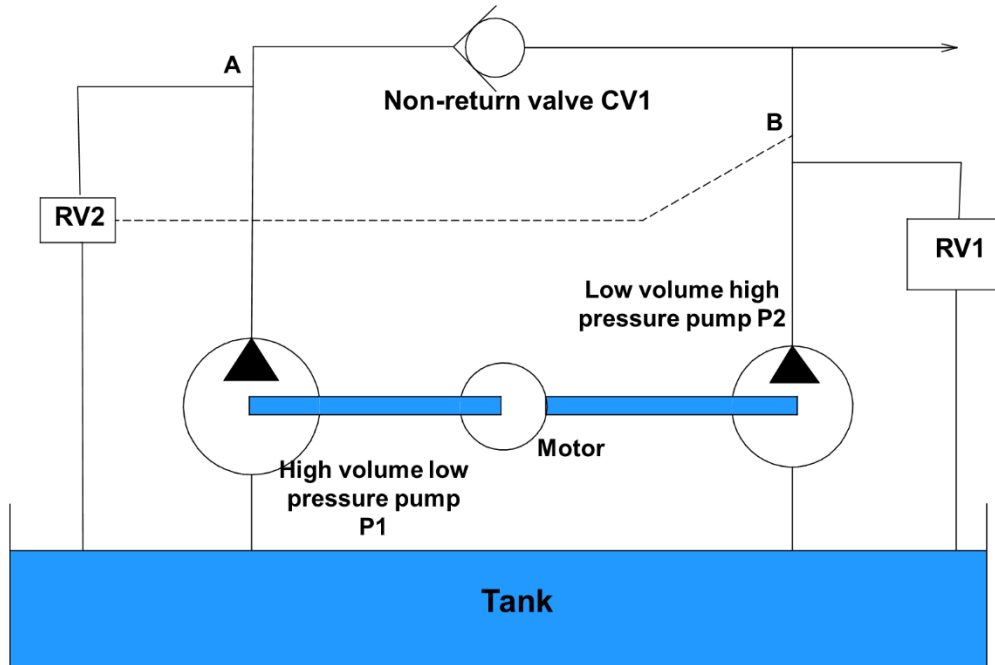 A
Non-return valve CV1
B
RV2
RV1
Low volume high
pressure pump P2
Motor
High volume low
pressure pump
P1
Tank